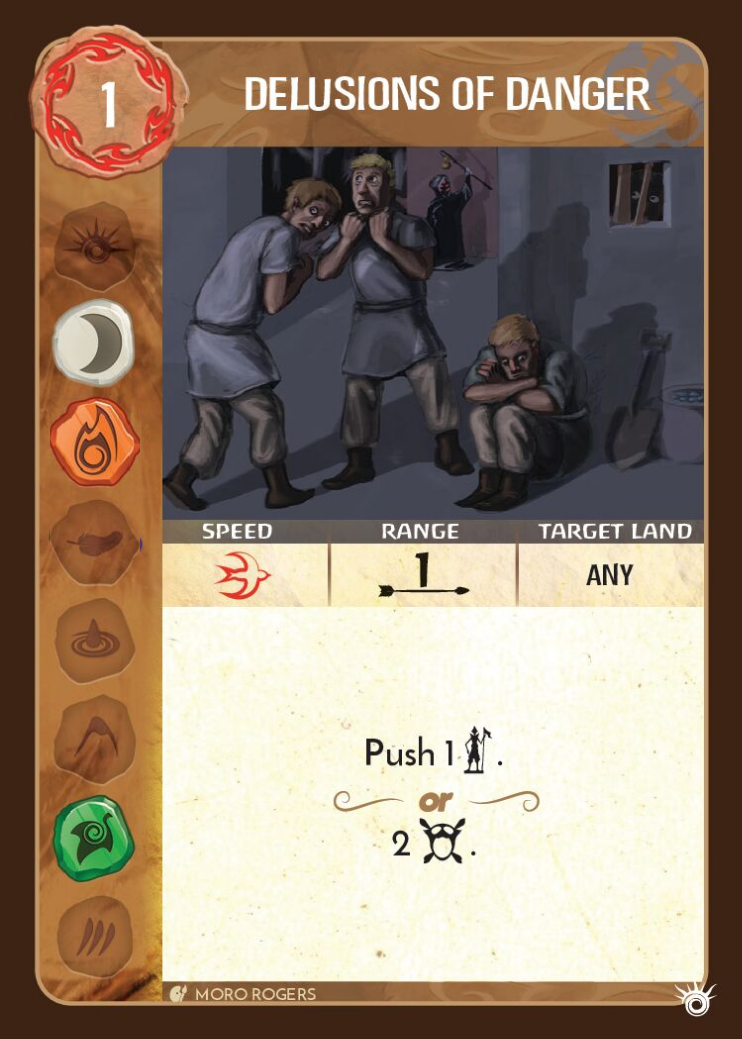 1
DELUSIONS OF DANGER
SPEED RANGE TARGET LAND
1 ANY
Push 1 .
or
2 .
MORO ROGERS